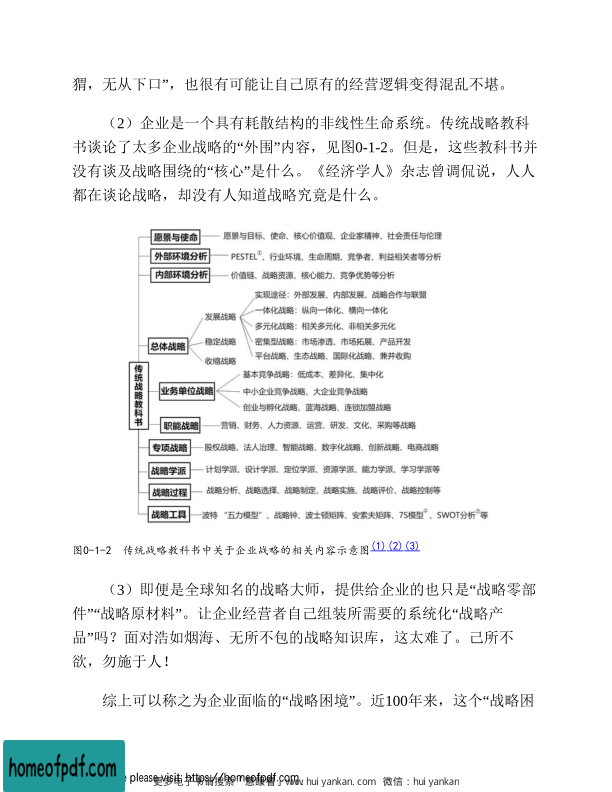 猬，无从下口”，也很有可能让自己原有的经营逻辑变得混乱不堪。
（2）企业是一个具有耗散结构的非线性生命系统。传统战略教科
书谈论了太多企业战略的“外围”内容，见图0-1-2。但是，这些教科书并
没有谈及战略围绕的“核心”是什么。《经济学人》杂志曾调侃说，人人
都在谈论战略，却没有人知道战略究竟是什么。
传统战略教科书
愿景与使命
愿景与目标、使命、核心价值观、企业家精神、社会责任与伦理
外部环境分析
PESTEL①、行业环境、生命周期、竞争者、利益相关者等分析
内部环境分析
价值链、战略资源、核心能力、竞争优势等分析
总体战略
发展战略
实现途径：外部发展、内部发展、战略合作与联盟
一体化战略：纵向一体化、横向一体化
多元化战略：相关多元化、非相关多元化
密集型战略：市场渗透、市场拓展、产品开发
平台战略、生态战略、国际化战略、兼并收购
稳定战略
收缩战略
业务单位战略
基本竞争战略：低成本、差异化、集中化
中小企业竞争战略、大企业竞争战略
创业与孵化战略、蓝海战略、连锁加盟战略
职能战略
营销、财务、人力资源、运营、研发、文化、采购等战略
专项战略
股权战略、法人治理、智能战略、数字化战略、创新战略、电商战略
战略学派
计划学派、设计学派、定位学派、资源学派、能力学派、学习学派等
战略过程
战略分析、战略选择、战略制定、战略实施、战略评价、战略控制等
战略工具
波特“五力模型”、战略钟、波士顿矩阵、安索夫矩阵、7S模型②、SWOT分析③等
图0-1-2 传统战略教科书中关于企业战略的相关内容示意图(1)(2)(3)
（3）即便是全球知名的战略大师，提供给企业的也只是“战略零部
件”“战略原材料”。让企业经营者自己组装所需要的系统化“战略产
品”吗？面对浩如烟海、无所不包的战略知识库，这太难了。己所不
欲，勿施于人！
综上可以称之为企业面临的“战略困境”。近100年来，这个“战略困
homeofpdf.com
please visit: https://homeofpdf.com
www.huiyankan.com 微信：huiyankan